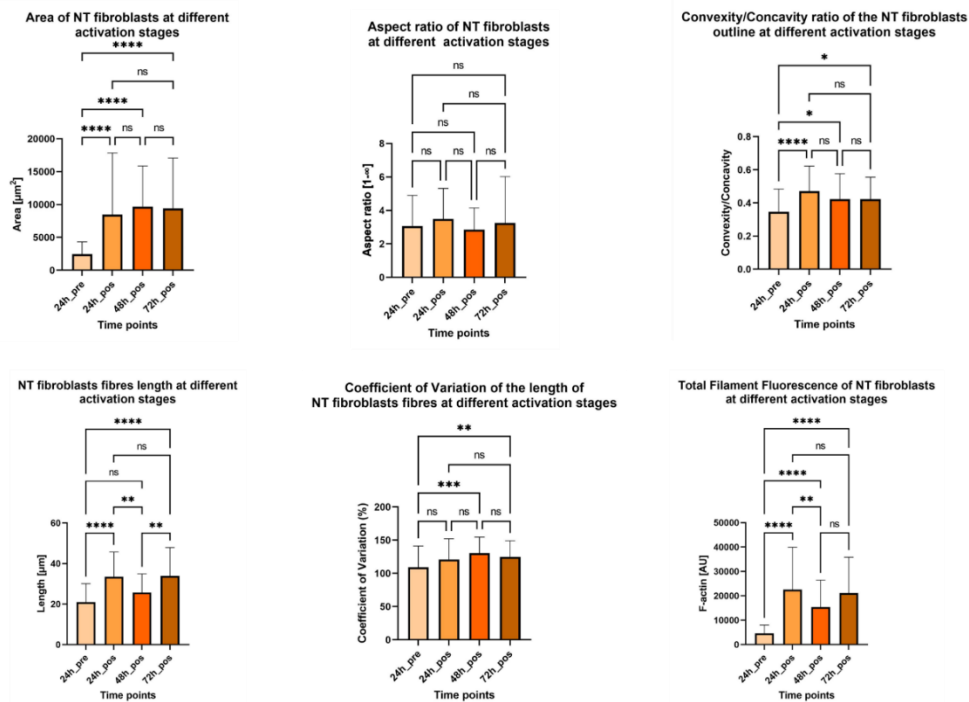 Area of NT fibroblasts at different
activation stages
****
ns
****
****
ns
ns
20000
15000
10000
5000
0
Area [µm²]
24h_pre
24h_pos
48h_pos
72h_pos
Time points
Aspect ratio of NT fibroblasts
at different activation stages
ns
ns
ns
ns
ns
ns
8
6
4
2
0
Aspect ratio [1-∞]
24h_pre
24h_pos
48h_pos
72h_pos
Time points
Convexity/Concavity ratio of the NT fibroblasts
outline at different activation stages
*
ns
*
****
ns
ns
0.8
0.6
0.4
0.2
0.0
Convexity/Concavity
24h_pre
24h_pos
48h_pos
72h_pos
Time points
NT fibroblasts fibres length at different
activation stages
****
ns
ns
**
****
**
60
40
20
0
Length [µm]
24h_pre
24h_pos
48h_pos
72h_pos
Time points
Coefficient of Variation of the length of
NT fibroblasts fibres at different activation stages
**
ns
***
ns
ns
ns
200
150
100
50
0
Coefficient of Variation (%)
24h_pre
24h_pos
48h_pos
72h_pos
Time points
Total Filament Fluorescence of NT fibroblasts
at different activation stages
****
ns
****
**
****
ns
50000
40000
30000
20000
10000
0
F-actin [AU]
24h_pre
24h_pos
48h_pos
72h_pos
Time points